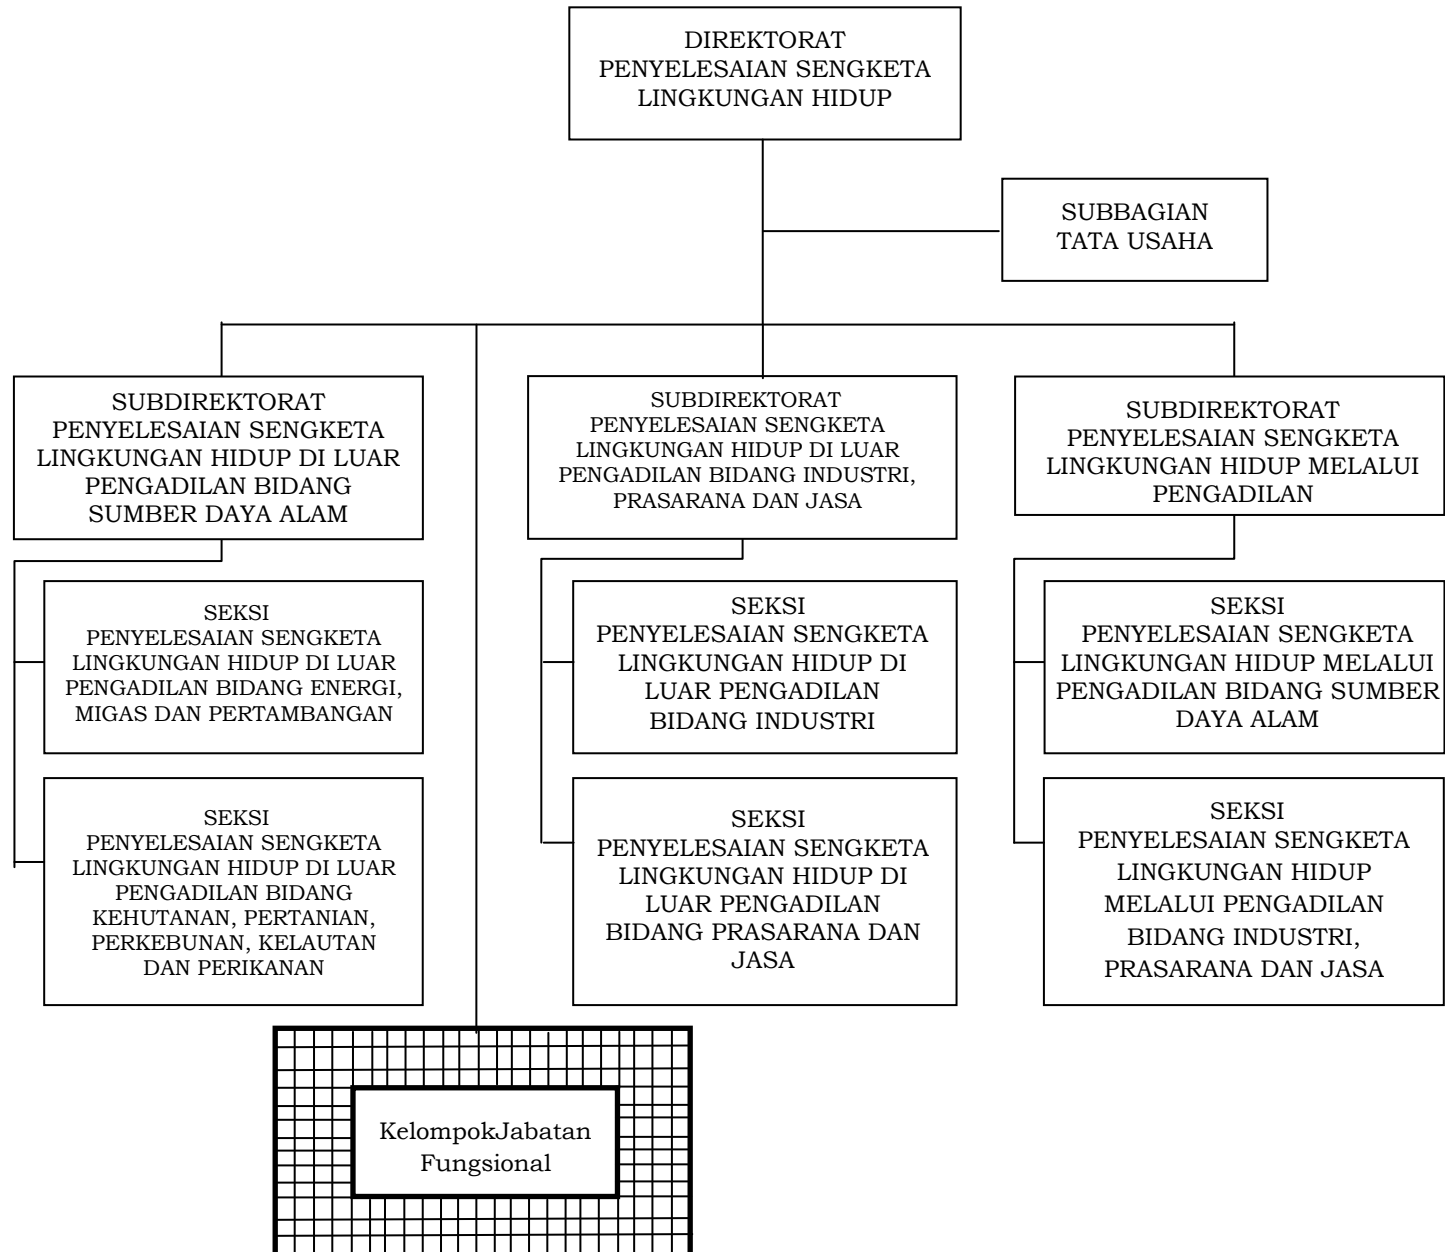 DIREKTORAT
PENYELESAIAN SENGKETA
LINGKUNGAN HIDUP
SUBBAGIAN
TATA USAHA
SUBDIREKTORAT
PENYELESAIAN SENGKETA
LINGKUNGAN HIDUP DI LUAR
PENGADILAN BIDANG
SUMBER DAYA ALAM
SUBDIREKTORAT
PENYELESAIAN SENGKETA
LINGKUNGAN HIDUP DI LUAR
PENGADILAN BIDANG INDUSTRI,
PRASARANA DAN JASA
SUBDIREKTORAT
PENYELESAIAN SENGKETA
LINGKUNGAN HIDUP MELALUI
PENGADILAN
SEKSI
PENYELESAIAN SENGKETA
LINGKUNGAN HIDUP DI LUAR
PENGADILAN BIDANG ENERGI,
MIGAS DAN PERTAMBANGAN
SEKSI
PENYELESAIAN SENGKETA
LINGKUNGAN HIDUP DI
LUAR PENGADILAN
BIDANG INDUSTRI
SEKSI
PENYELESAIAN SENGKETA
LINGKUNGAN HIDUP MELALUI
PENGADILAN BIDANG SUMBER
DAYA ALAM
SEKSI
PENYELESAIAN SENGKETA
LINGKUNGAN HIDUP DI LUAR
PENGADILAN BIDANG
KEHUTANAN, PERTANIAN,
PERKEBUNAN, KELAUTAN
DAN PERIKANAN
SEKSI
PENYELESAIAN SENGKETA
LINGKUNGAN HIDUP DI
LUAR PENGADILAN
BIDANG PRASARANA DAN
JASA
SEKSI
PENYELESAIAN SENGKETA
LINGKUNGAN HIDUP
MELALUI PENGADILAN
BIDANG INDUSTRI,
PRASARANA DAN JASA
KelompokJabatan
Fungsional